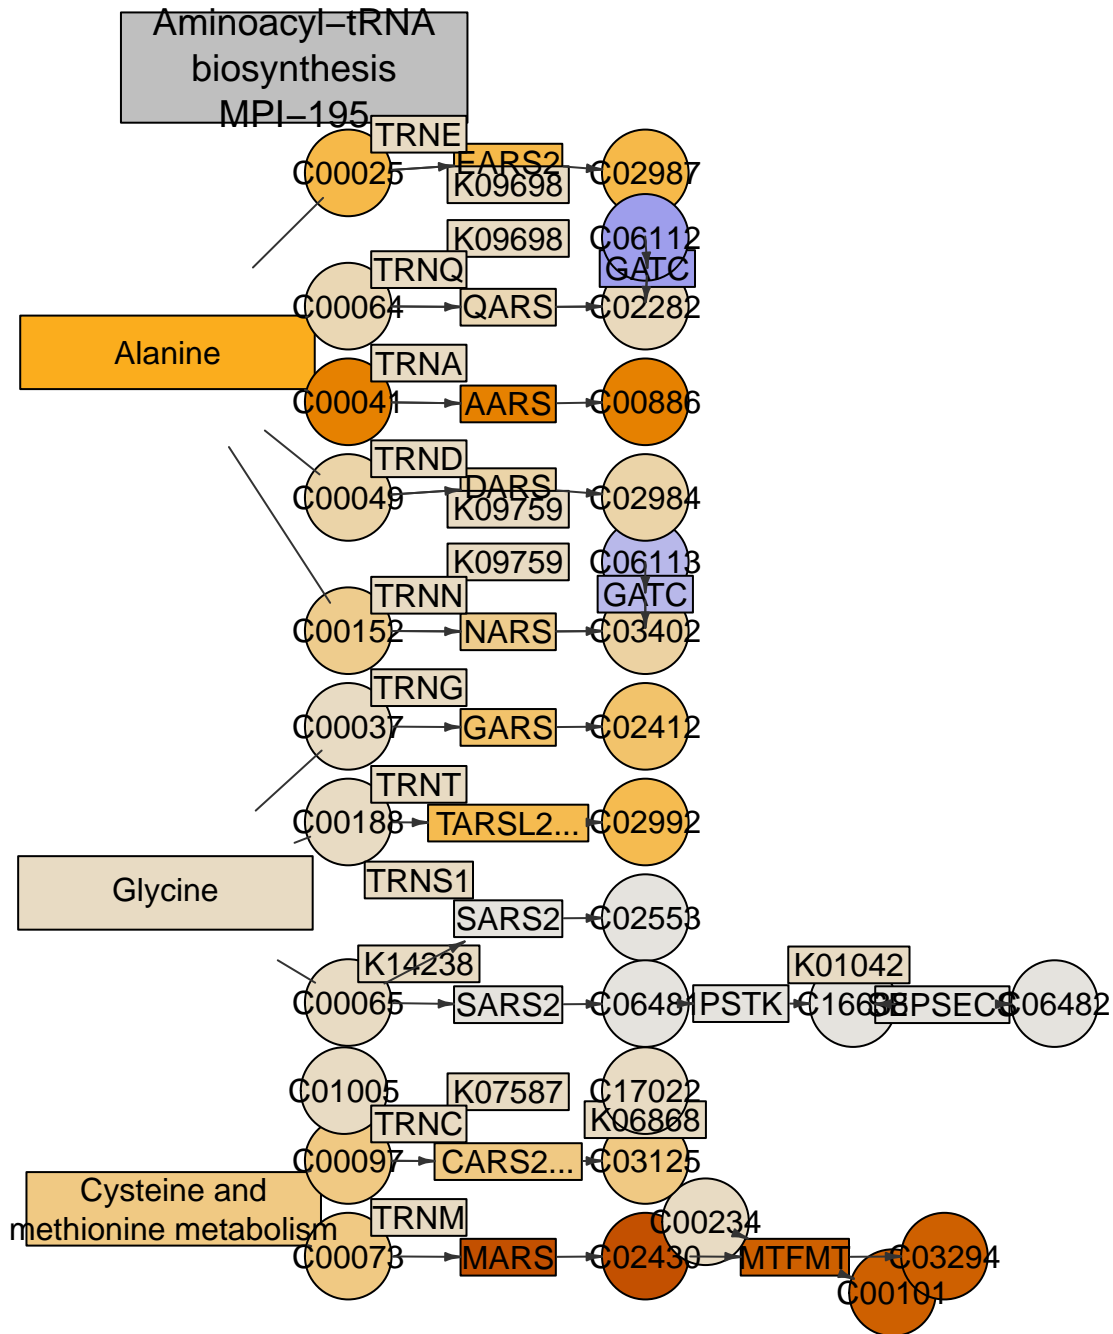 Aminoacyl−tRNA
biosynthesis
MPI−195
TRNE
C00025
EARS2
K09698
C02987
K09698
C06112
TRNQ
GATC
C00064
QARS
C02282
Alanine
TRNA
C00041
AARS
C00886
TRND
C00049
DARS
K09759
C02984
K09759
C06113
TRNN
GATC
C00152
NARS
C03402
TRNG
C00037
GARS
C02412
TRNT
C00188
TARSL2...
C02992
Glycine
TRNS1
SARS2
C02553
K14238
K01042
C00065
SARS2
C06481
PSTK
C16638
SEPSECS
C06482
C01005
K07587
C17022
TRNC
K06868
C00097
CARS2...
C03125
Cysteine and
methionine metabolism
TRNM
C00234
C00073
MARS
C02430
MTFMT
C03294
C00101